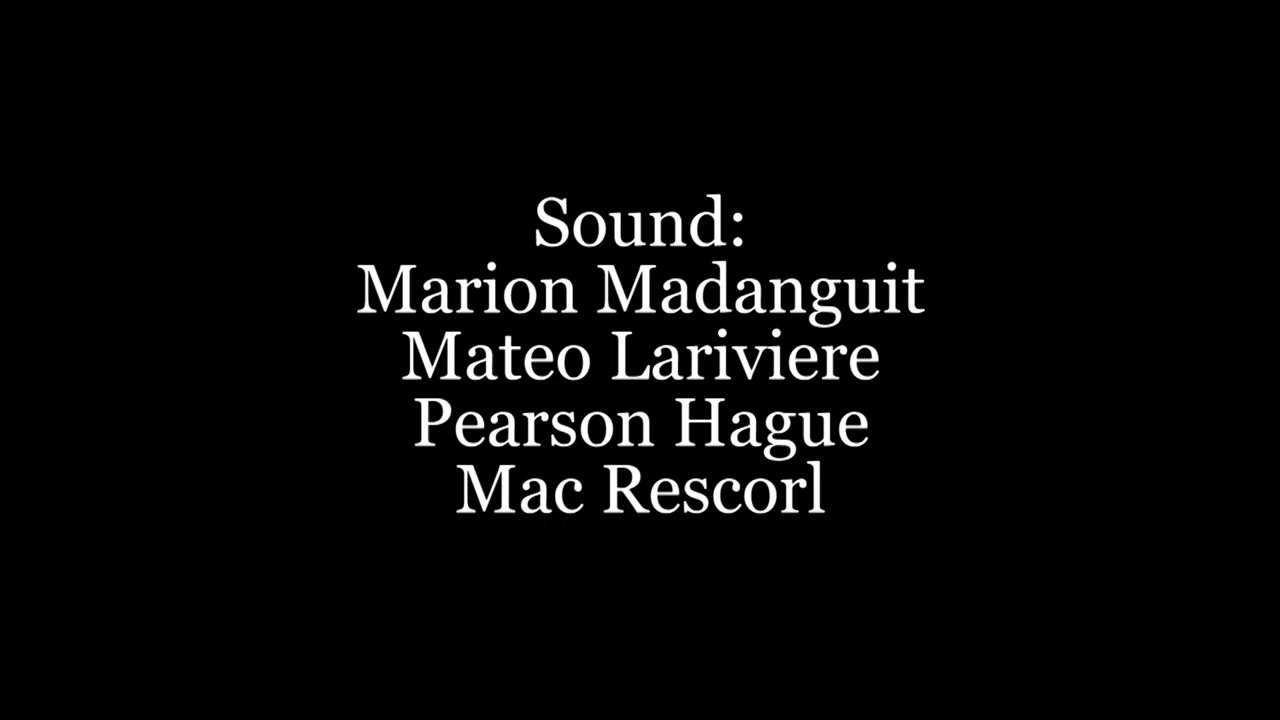 Sound:
Marion Madanguit
Mateo Lariviere
Pearson Hague
Mac Rescorl